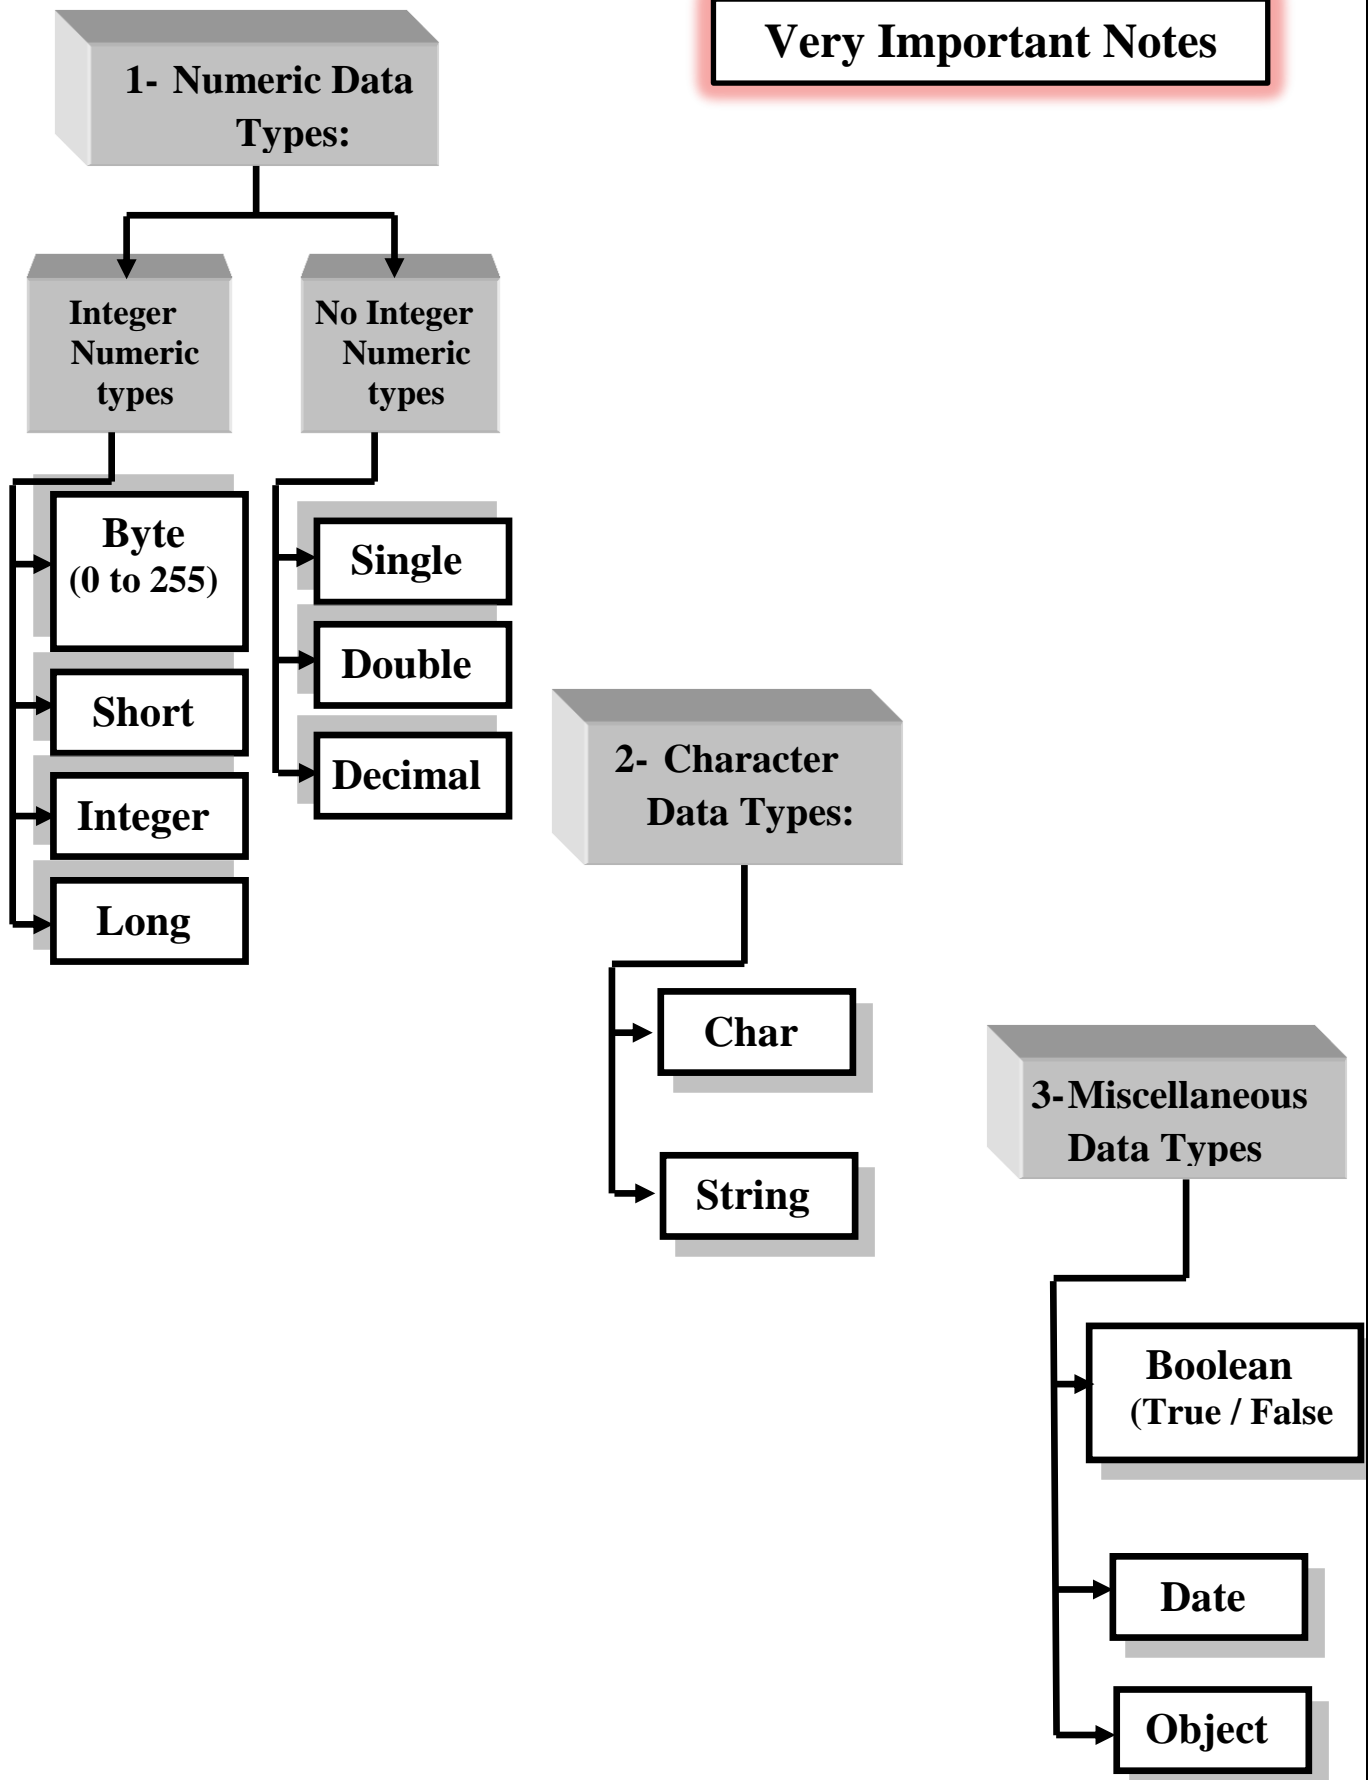 Very Important Notes
1- Numeric Data
Types:
Integer
Numeric
types
No Integer
Numeric
types
Byte
(0 to 255)
Short
Integer
Long
Single
Double
Decimal
2- Character
Data Types:
Char
String
3-Miscellaneous
Data Types
Boolean
(True / False
Date
Object